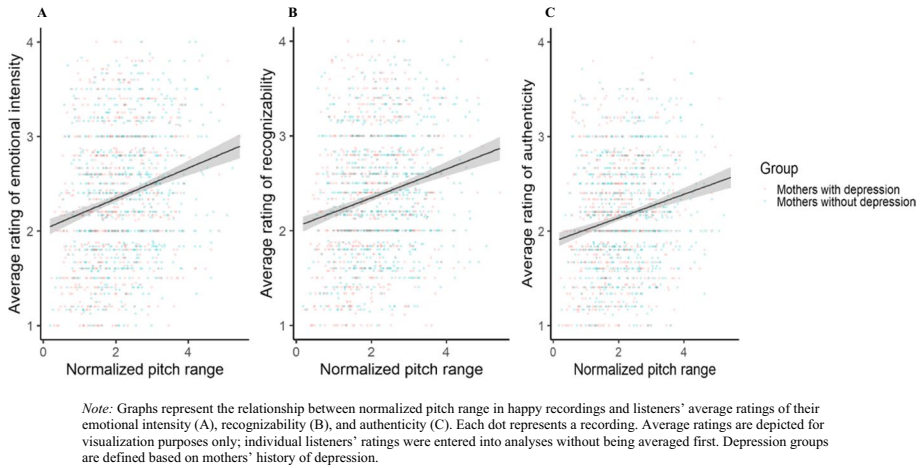 A
B
C
Average rating of emotional intensity
4
3
2
1
0
2
4
Normalized pitch range
Average rating of recognizability
4
3
2
1
0
2
4
Normalized pitch range
Average rating of authenticity
4
3
2
1
0
2
4
Normalized pitch range
Group
Mothers with depression
Mothers without depression
Note: Graphs represent the relationship between normalized pitch range in happy recordings and listeners' average ratings of their
emotional intensity (A), recognizability (B), and authenticity (C). Each dot represents a recording. Average ratings are depicted for
visualization purposes only; individual listeners' ratings were entered into analyses without being averaged first. Depression groups
are defined based on mothers' history of depression.